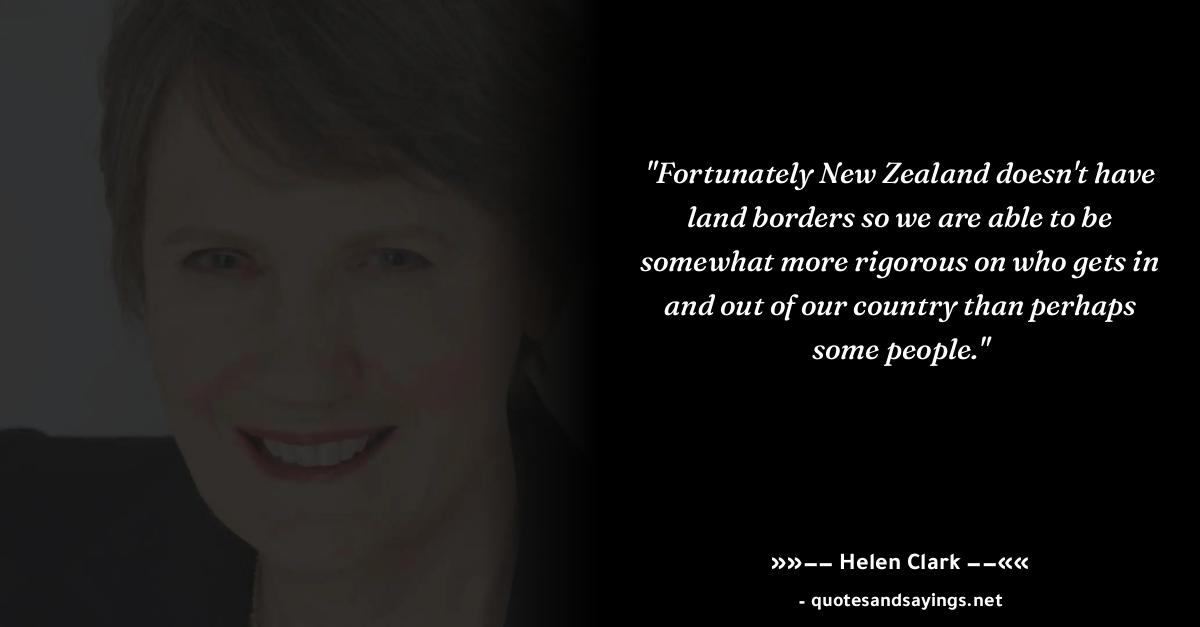 "Fortunately New Zealand doesn't have
land borders so we are able to be
somewhat more rigorous on who gets in
and out of our country than perhaps
some people."
»»–– Helen Clark ––««
- quotesandsayings.net